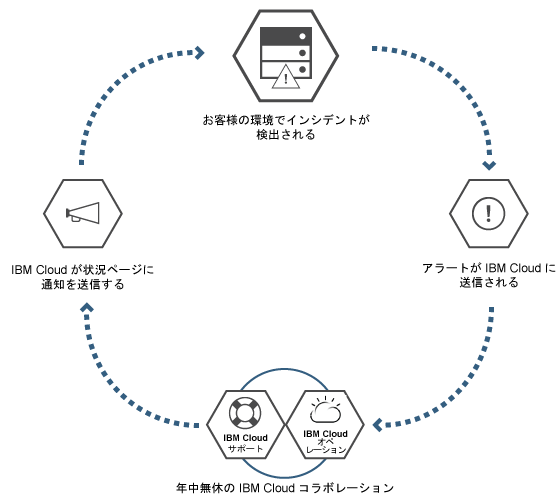 お客様の環境でインシデントが
検出される
アラートが IBM Cloud に
送信される
IBM Cloud が状況ページに
通知を送信する
IBM Cloud
サポート
IBM Cloud
オペ
レーション
年中無休の IBM Cloud コラボレーション